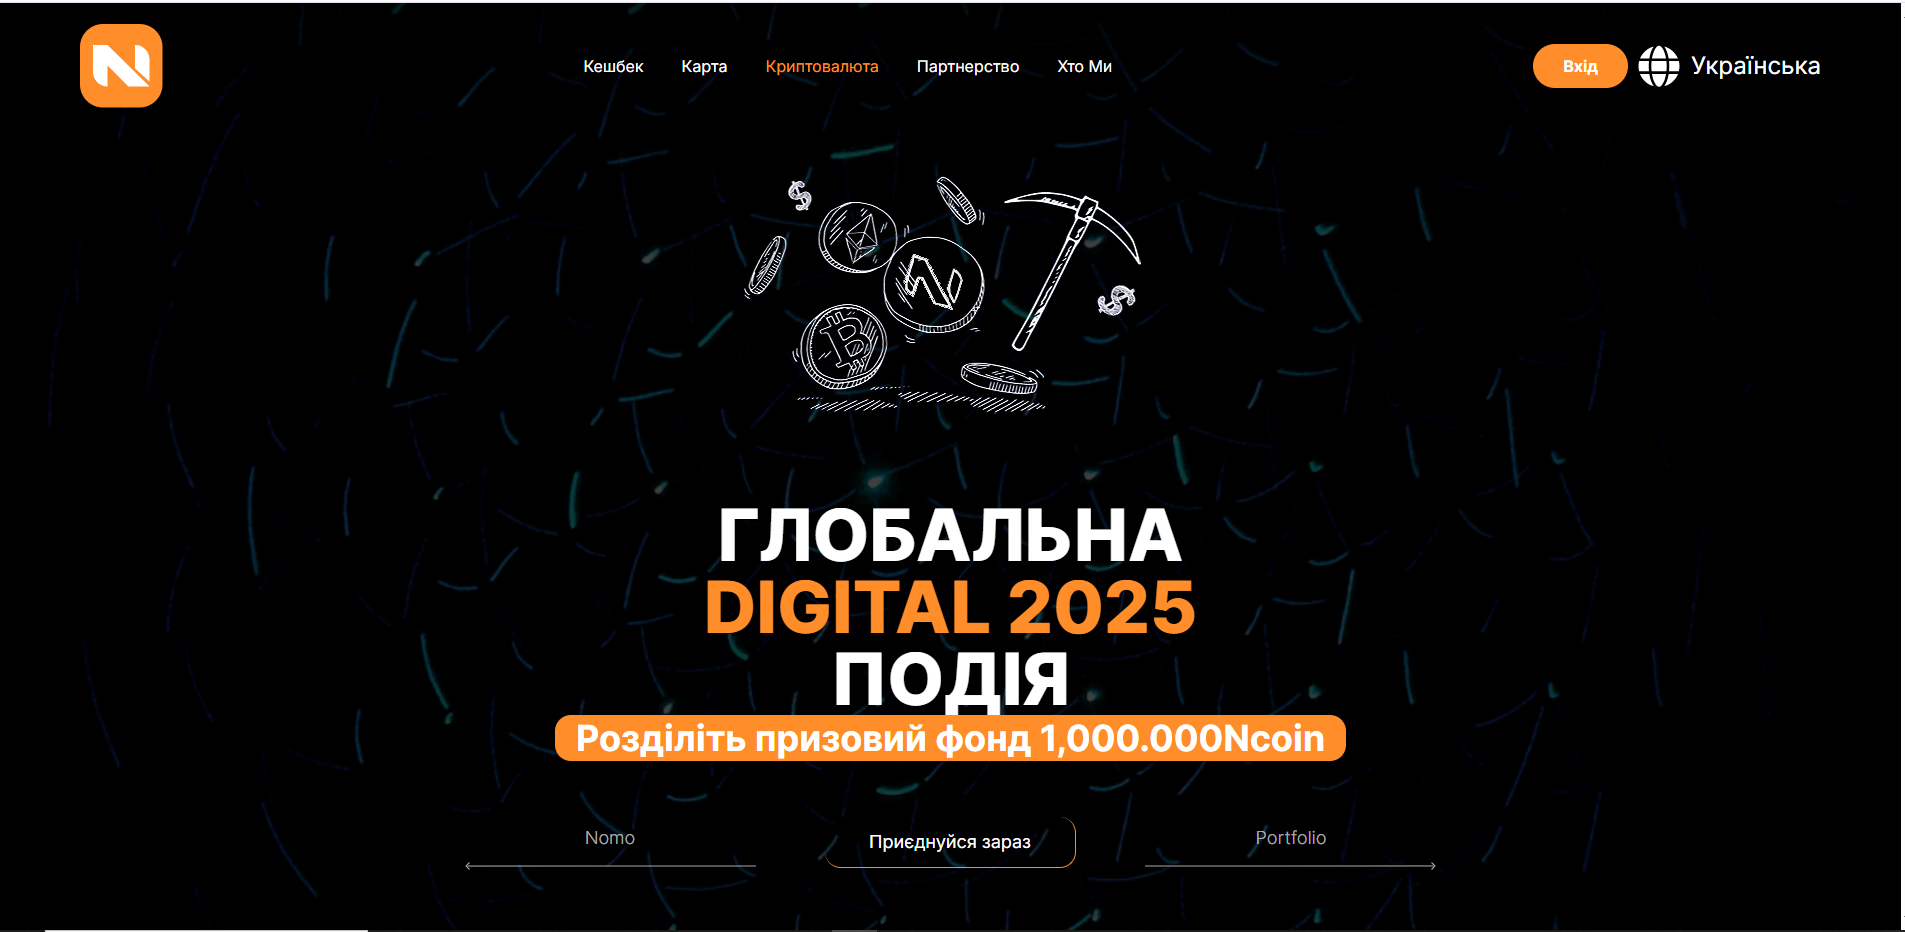 Кешбек Карта Криптовалюта Партнерство Хто Ми Вхід Українська
ГЛОБАЛЬНА
DIGITAL 2025
ПОДІЯ
Розділіть призовий фонд 1,000.000Ncoin
Nomo Приєднуйся зараз Portfolio